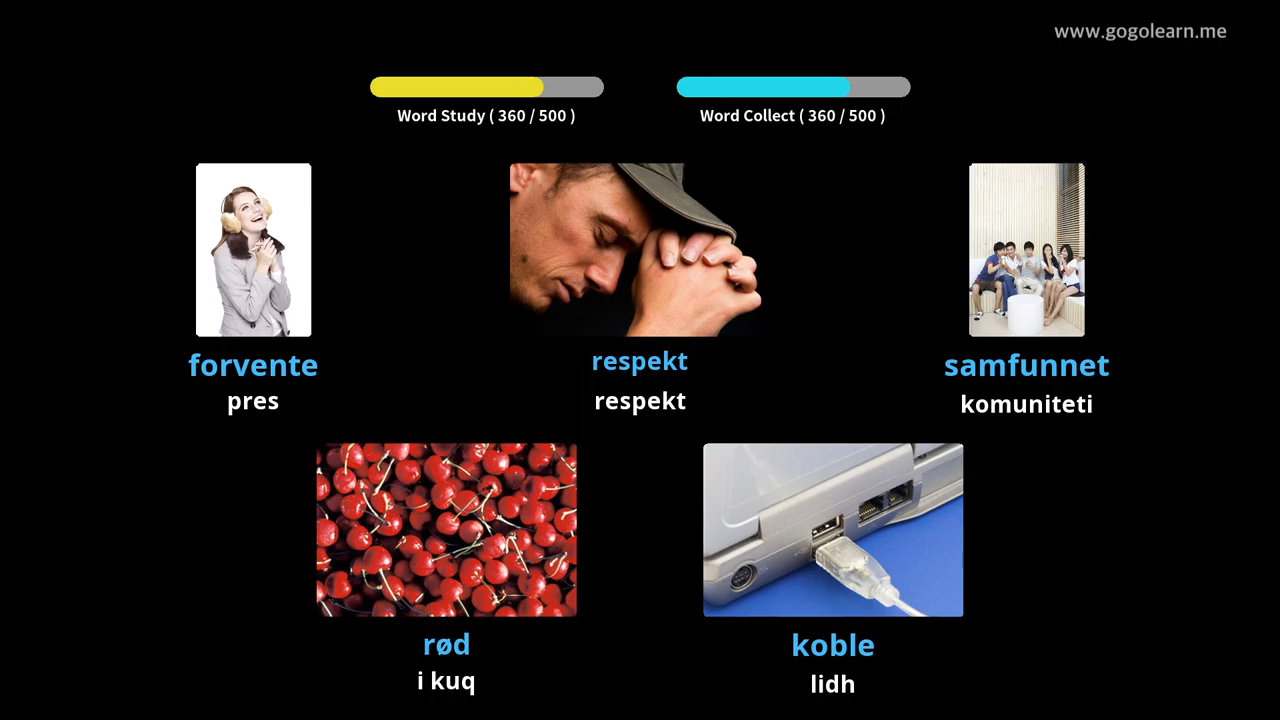 www.gogolearn.me
Word Study ( 360 / 500 )
Word Collect ( 360 / 500 )
forvente
pres
respekt
respekt
samfunnet
komuniteti
rød
i kuq
koble
lidh